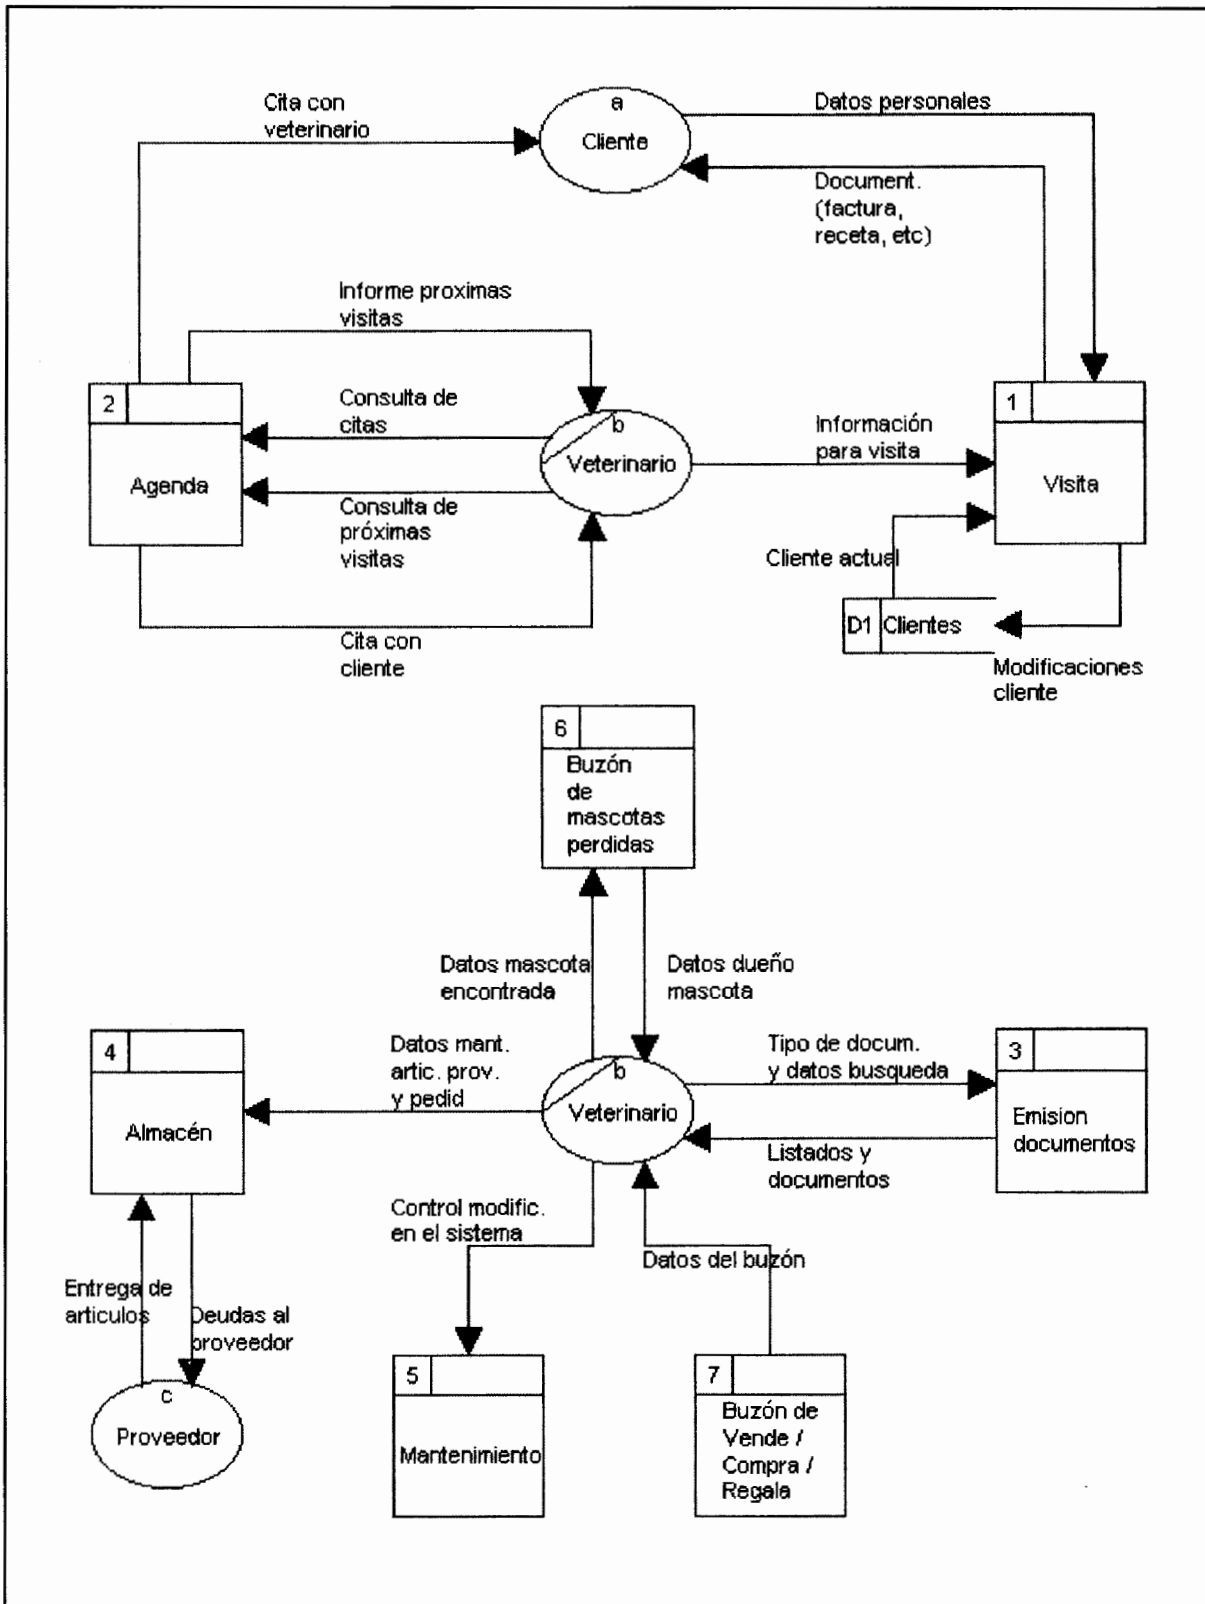 a
Cliente
Cita con
veterinario
Datos personales
Document.
(factura,
receta, etc)
Informe proximas
visitas
2
Agenda
Consulta de
citas
b
Veterinario
Consulta de
próximas
visitas
Cita con
cliente
Información
para visita
1
Visita
Cliente actual
D1 Clientes
Modificaciones
cliente
6
Buzón
de
mascotas
perdidas
Datos mascota
encontrada
Datos dueño
mascota
4
Almacén
Datos mant.
artic. prov.
y pedid
b
Veterinario
Tipo de docum.
y datos busqueda
3
Emision
documentos
Listados y
documentos
Control modific.
en el sistema
Datos del buzón
Entrega de
articulos
Deudas al
proveedor
c
Proveedor
5
Mantenimiento
7
Buzón de
Vende /
Compra /
Regala